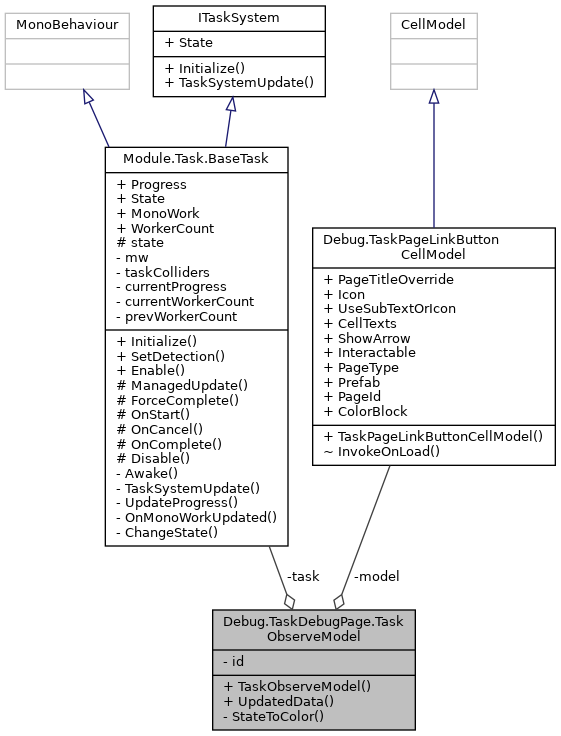 MonoBehaviour
ITaskSystem
+ State
+ Initialize()
+ TaskSystemUpdate()
CellModel
Module.Task.BaseTask
+ Progress
+ State
+ MonoWork
+ WorkerCount
# state
- mw
- taskColliders
- currentProgress
- currentWorkerCount
- prevWorkerCount
+ Initialize()
+ SetDetection()
+ Enable()
# ManagedUpdate()
# ForceComplete()
# OnStart()
# OnCancel()
# OnComplete()
# Disable()
- Awake()
- TaskSystemUpdate()
- UpdateProgress()
- OnMonoWorkUpdated()
- ChangeState()
Debug.TaskPageLinkButton
CellModel
+ PageTitleOverride
+ Icon
+ UseSubTextOrIcon
+ CellTexts
+ ShowArrow
+ Interactable
+ PageType
+ Prefab
+ PageId
+ ColorBlock
+ TaskPageLinkButtonCellModel()
~ InvokeOnLoad()
-task
-model
Debug.TaskDebugPage.Task
ObserveModel
- id
+ TaskObserveModel()
+ UpdatedData()
- StateToColor()